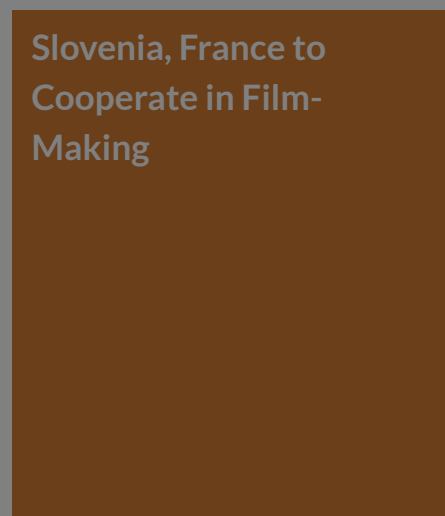 Slovenia, France to
Cooperate in Film-
Making